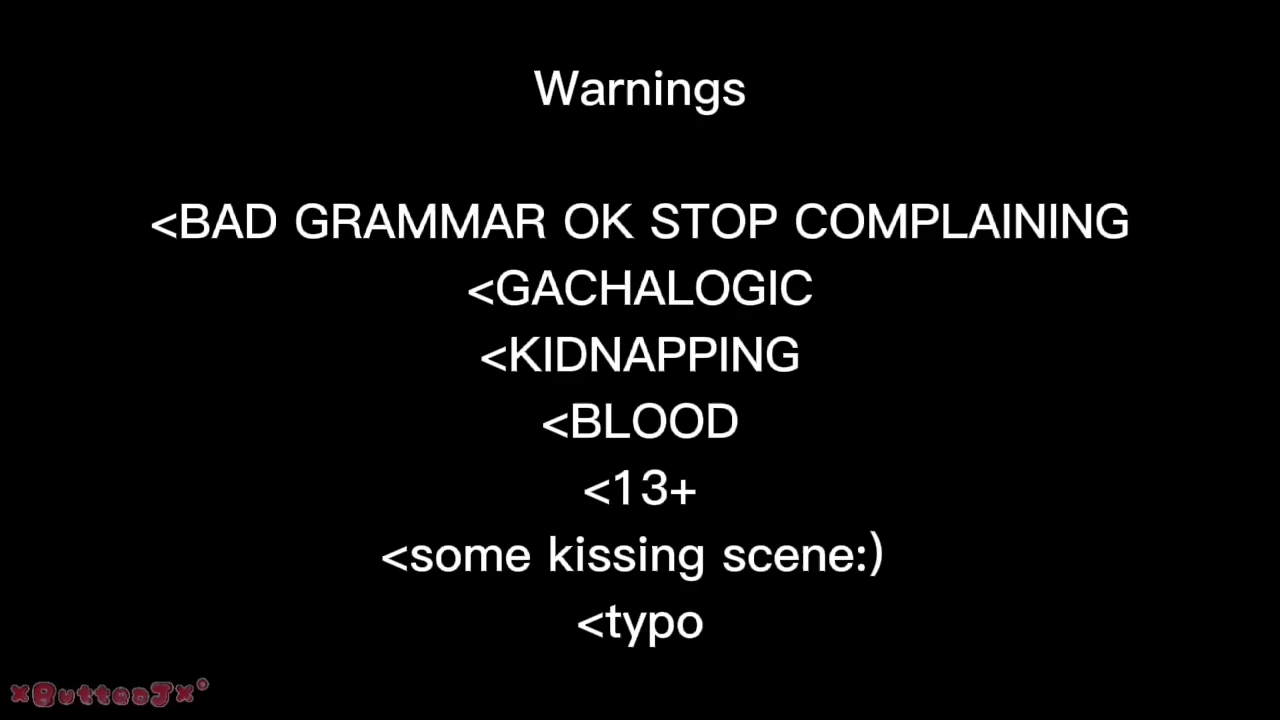 Warnings
<BAD GRAMMAR OK STOP COMPLAINING
<GACHALOGIC
<KIDNAPPING
<BLOOD
<13+
<some kissing scene:)
<typo